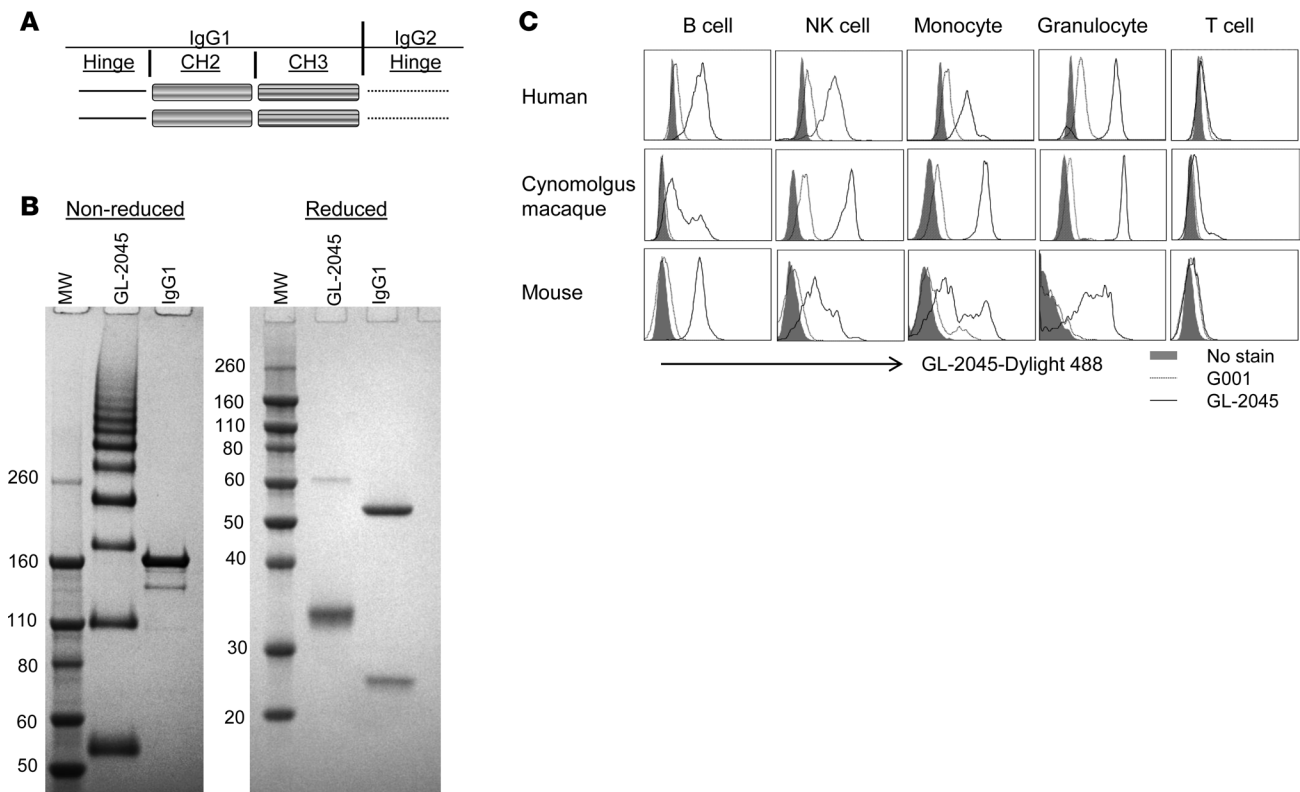 A
IgG1 IgG2
Hinge CH2 CH3 Hinge
B
Non-reduced Reduced
MW GL-2045 IgG1
MW GL-2045 IgG1
260
160
110
80
60
50
260
160
110
80
60
50
40
30
20
C
B cell NK cell Monocyte Granulocyte T cell
Human
Cynomolgus
macaque
Mouse
GL-2045-Dylight 488
No stain
G001
GL-2045